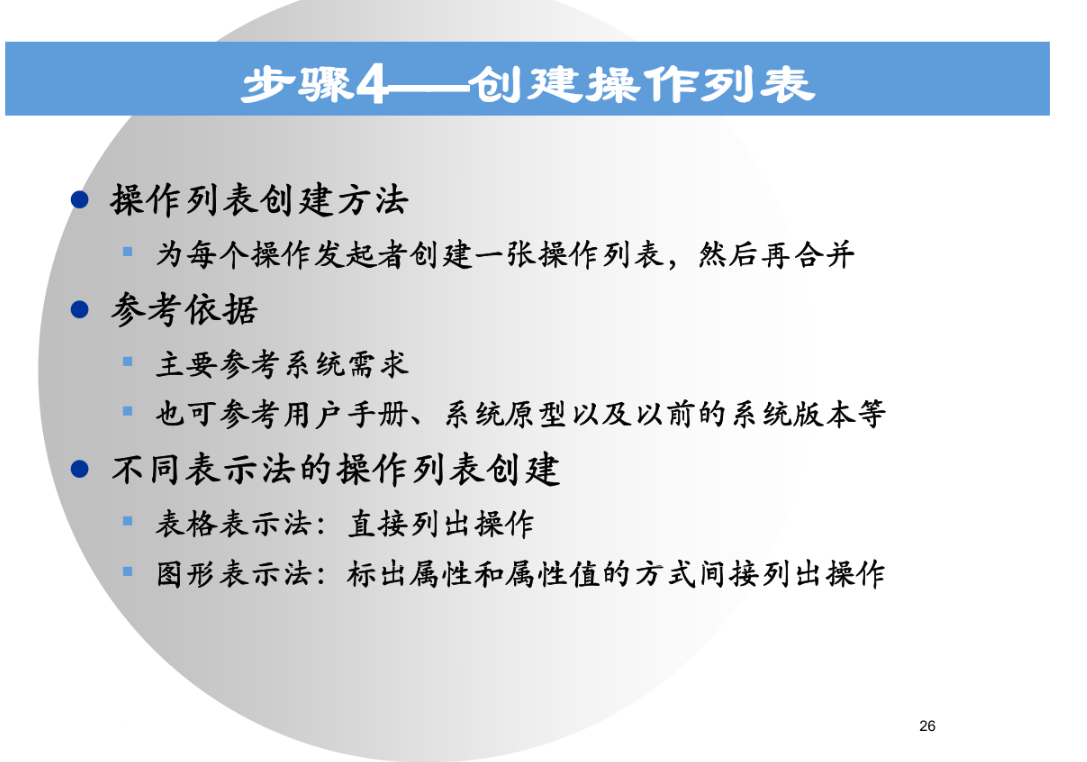 步骤4——创建操作列表
操作列表创建方法
为每个操作发起者创建一张操作列表，然后再合并
参考依据
主要参考系统需求
也可参考用户手册、系统原型以及以前的系统版本等
不同表示法的操作列表创建
表格表示法：直接列出操作
图形表示法：标出属性和属性值的方式间接列出操作
26